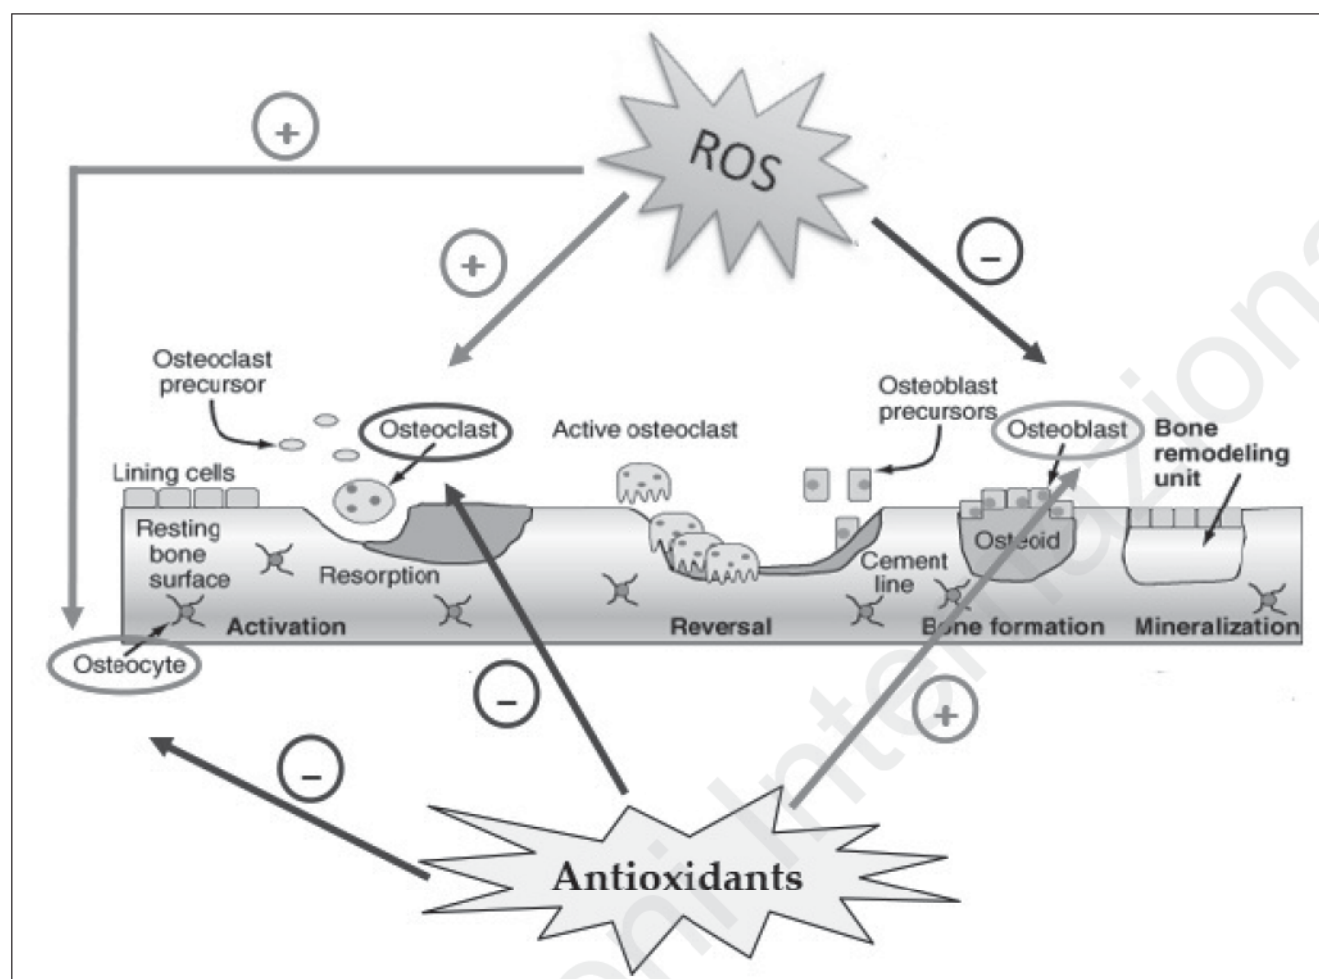 ROS
+
+
−
Osteoclast
precursor
Osteoclast
Active osteoclast
Osteoblast
precursors
Osteoblast
Bone
remodeling
unit
Lining cells
Resting
bone
surface
Resorption
Cement
line
Osteoid
Activation
Reversal
Bone formation
Mineralization
Osteocyte
−
−
+
Antioxidants